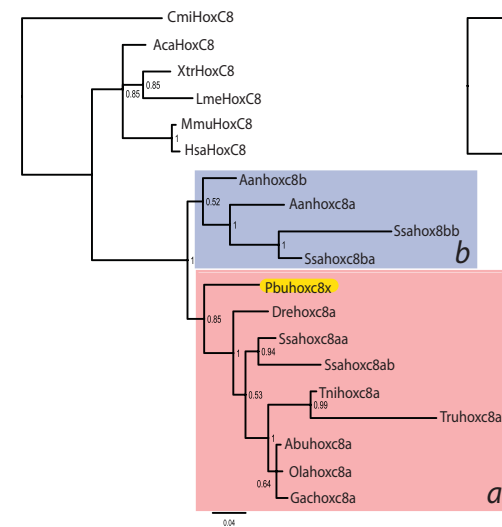 CmiHoxC8
AcaHoxC8
XtrHoxC8
0.85
0.85
LmeHoxC8
MmuHoxC8
1
HsaHoxC8
Aanhoxc8b
0.52
Aanhoxc8a
1
Ssahox8bb
1
Ssahoxc8ba
b
1
Pbuhoxc8x
0.85
Drehoxc8a
Ssahoxc8aa
0.94
1
Ssahoxc8ab
0.53
Tnihoxc8a
0.99
Truhoxc8a
1
Abuhoxc8a
Olahoxc8a
0.64
Gachoxc8a
a
0.04